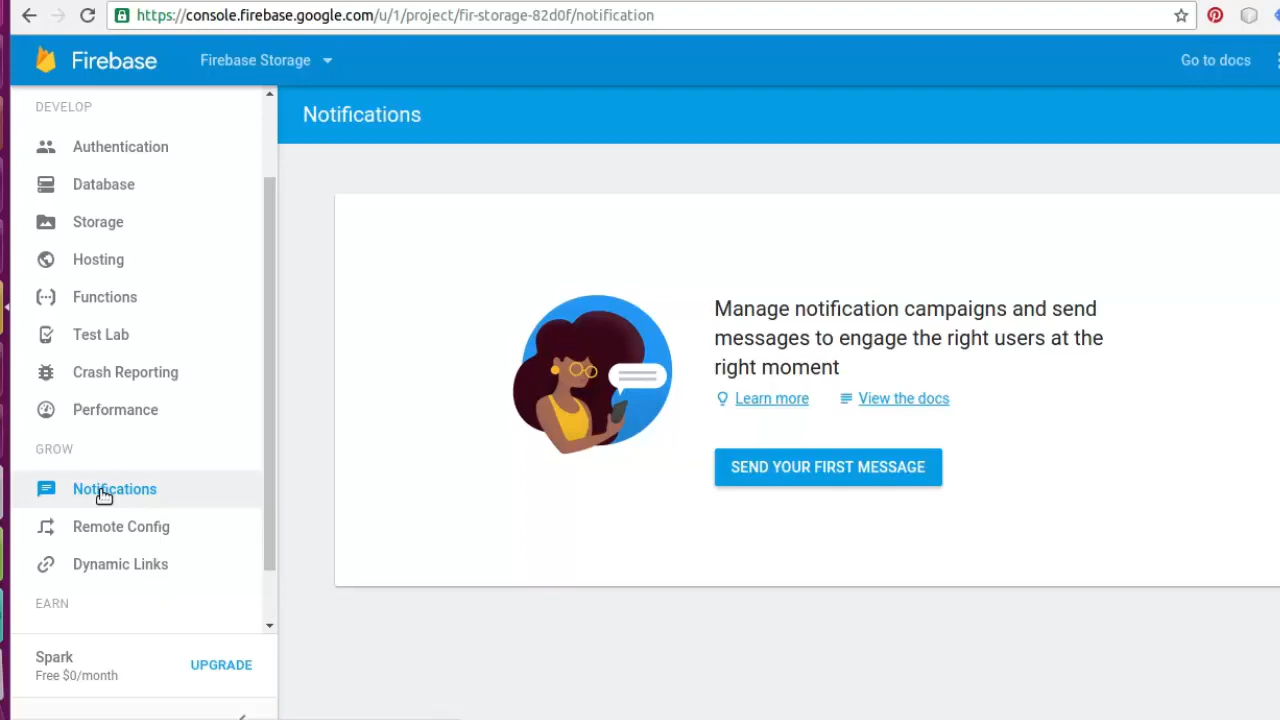 https://console.firebase.google.com/u/1/project/fir-storage-82d0f/notification
Firebase
Firebase Storage
Go to docs
DEVELOP
Authentication
Database
Storage
Hosting
Functions
Test Lab
Crash Reporting
Performance
GROW
Notifications
Remote Config
Dynamic Links
EARN
Spark
Free $0/month
UPGRADE
Notifications
Manage notification campaigns and send
messages to engage the right users at the
right moment
Learn more
View the docs
SEND YOUR FIRST MESSAGE